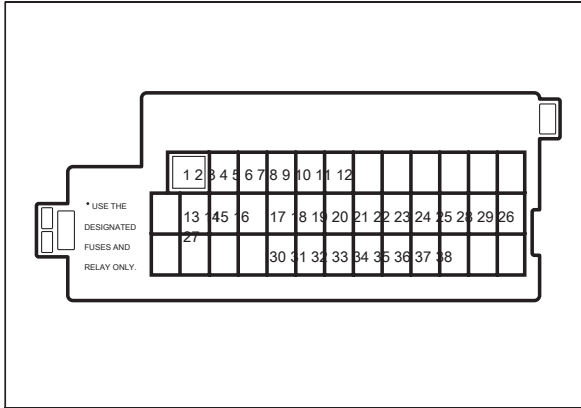 1 2 3 4 5 6 7 8 9 10 11 12
* USE THE
DESIGNATED
FUSES AND
RELAY ONLY.
13 14 15 16 17 18 19 20 21 22 23 24 25 28 29 26
27
30 31 32 33 34 35 36 37 38